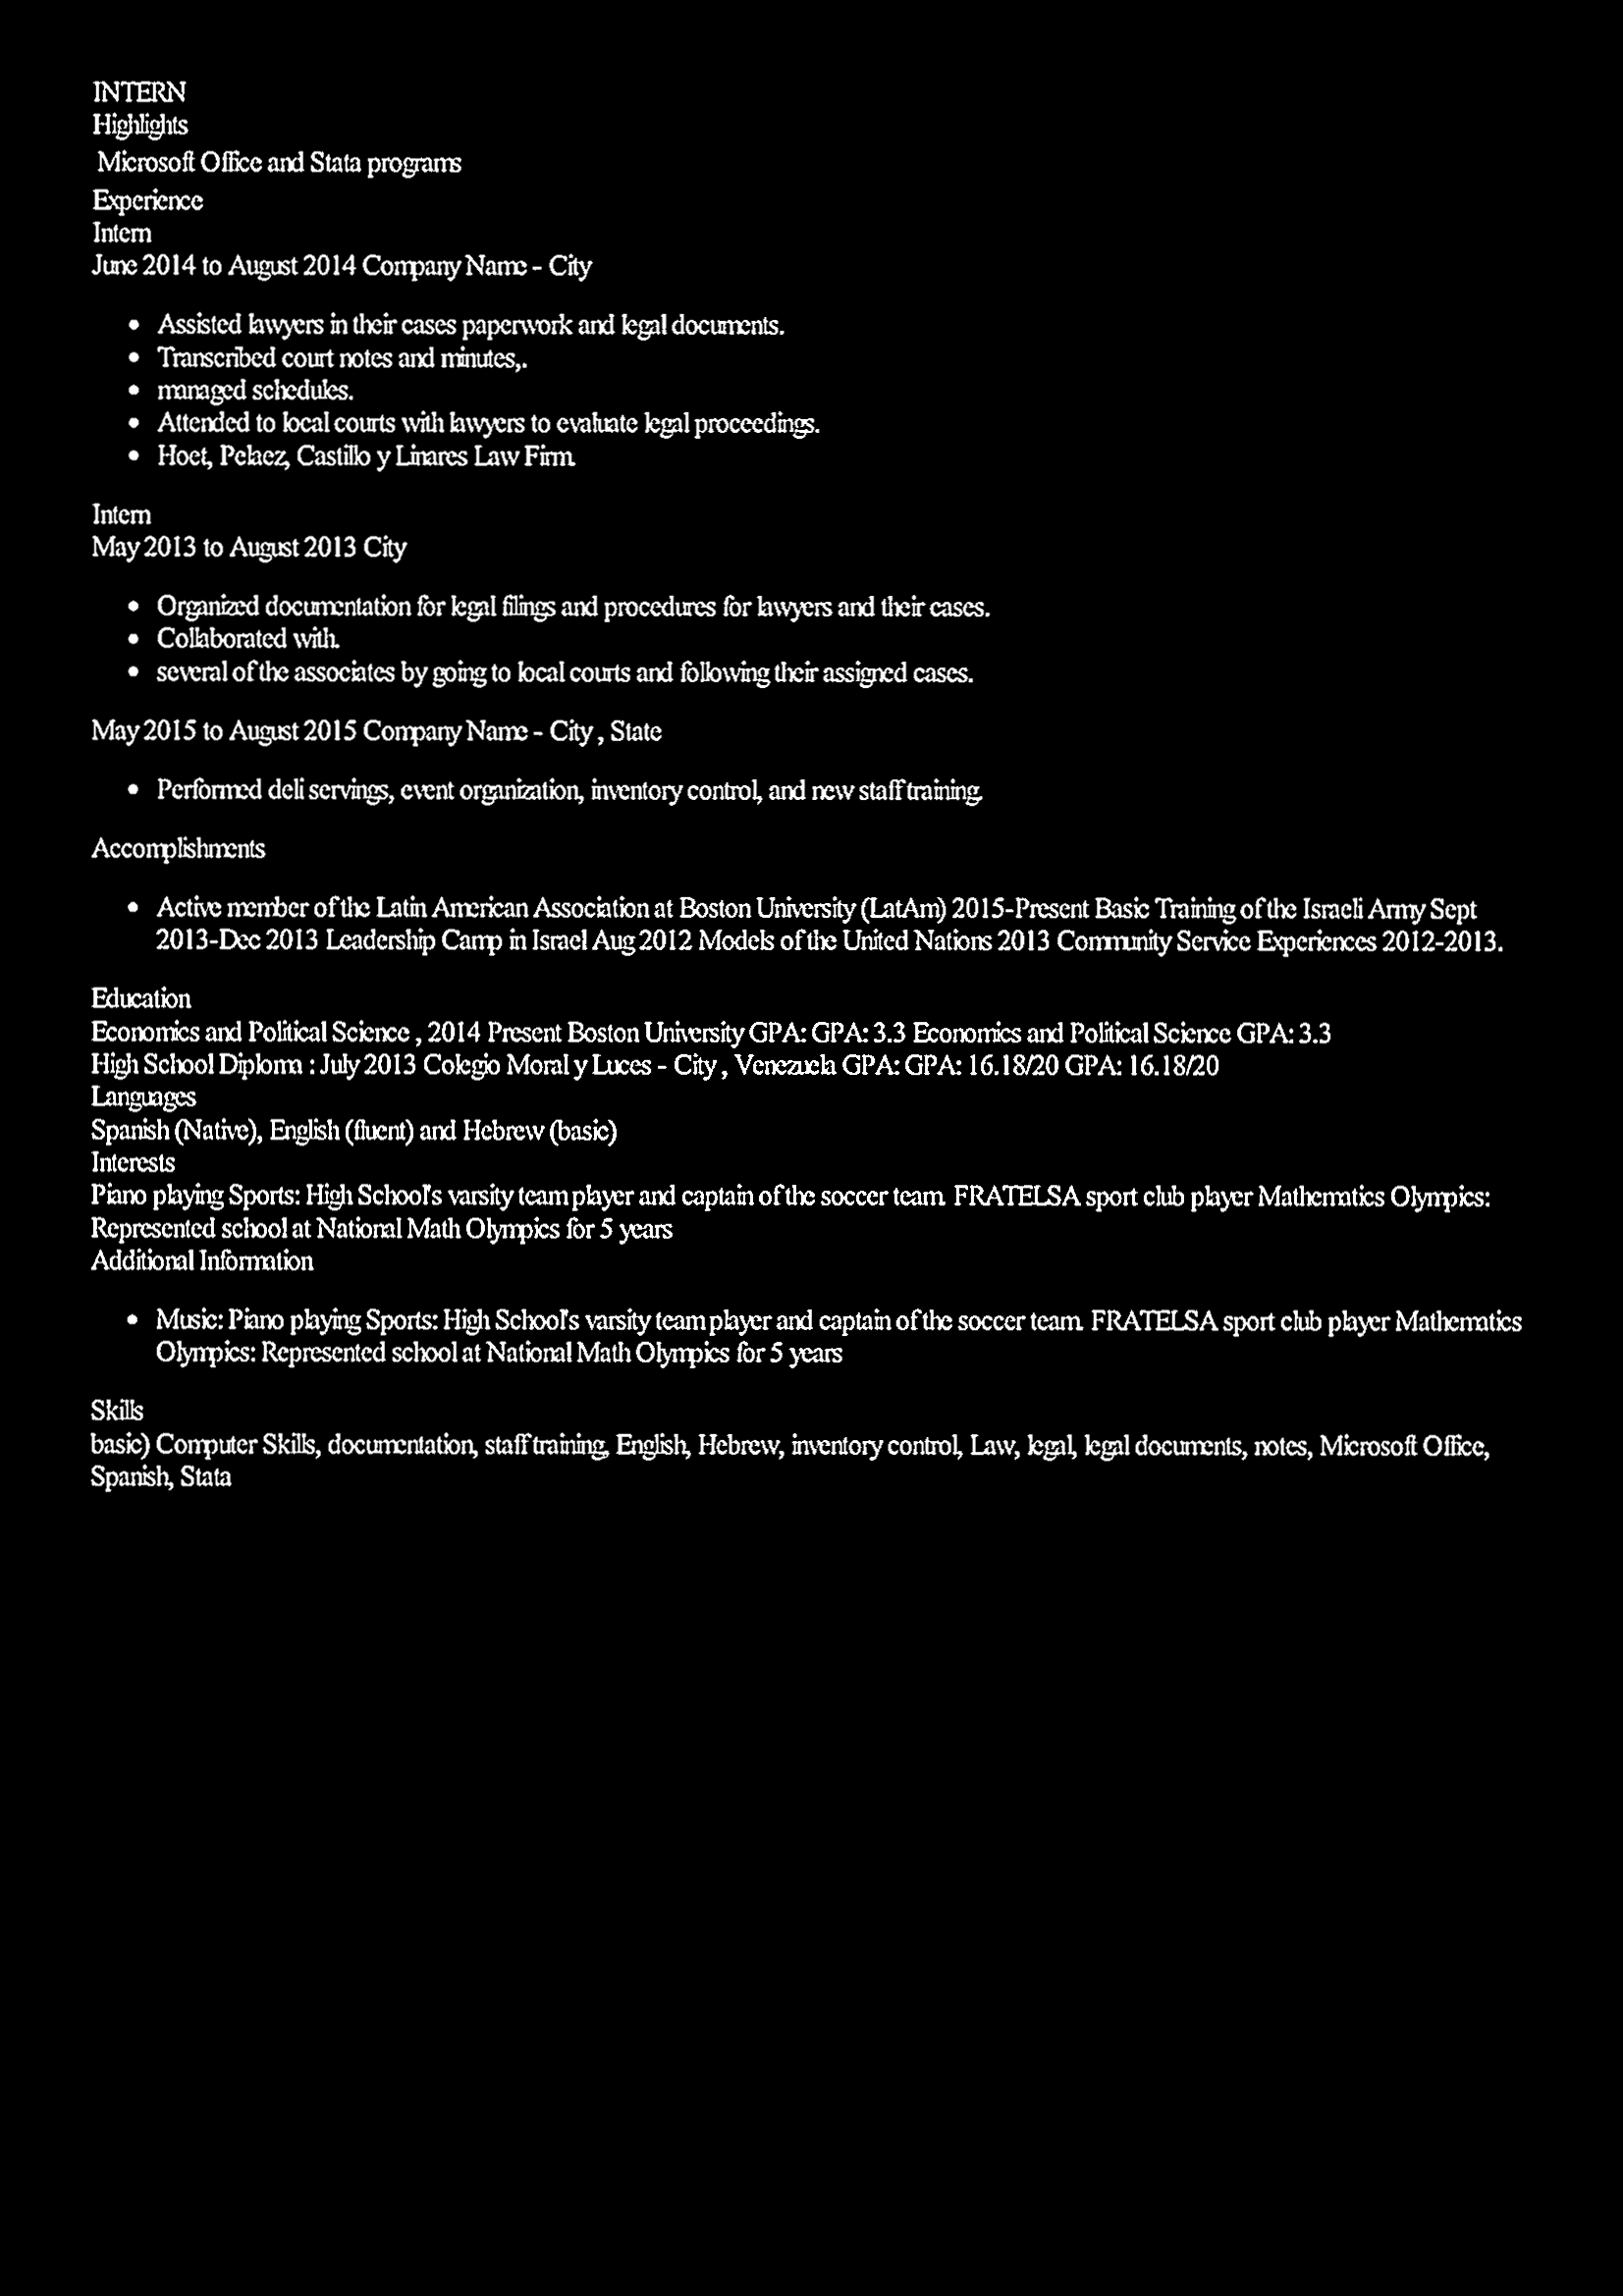 INTERN
Highlights
Microsoft Office and Stata programs
Experience
Intern
June 2014 to August 2014 Company Name - City
• Assisted lawyers in their cases paperwork and legal documents.
• Transcribed court notes and minutes,.
• managed schedules.
• Attended to local courts with lawyers to evaluate legal proceedings.
• Hoet, Pelaez, Castillo y Linares Law Firm.
Intern
May 2013 to August 2013 City
• Organized documentation for legal filings and procedures for lawyers and their cases.
• Collaborated with.
• several of the associates by going to local courts and following their assigned cases.
May 2015 to August 2015 Company Name - City , State
• Performed deli servings, event organization, inventory control, and new staff training.
Accomplishments
• Active member of the Latin American Association at Boston University (LatAm) 2015-Present Basic Training of the Israeli Army Sept
2013-Dec 2013 Leadership Camp in Israel Aug 2012 Models of the United Nations 2013 Community Service Experiences 2012-2013.
Education
Economics and Political Science , 2014 Present Boston University GPA: GPA: 3.3 Economics and Political Science GPA: 3.3
High School Diploma : July 2013 Colegio Moral y Luces - City , Venezuela GPA: GPA: 16.18/20 GPA: 16.18/20
Languages
Spanish (Native), English (fluent) and Hebrew (basic)
Interests
Piano playing Sports: High School's varsity team player and captain of the soccer team. FRATELSA sport club player Mathematics Olympics:
Represented school at National Math Olympics for 5 years
Additional Information
• Music: Piano playing Sports: High School's varsity team player and captain of the soccer team. FRATELSA sport club player Mathematics
Olympics: Represented school at National Math Olympics for 5 years
Skills
basic) Computer Skills, documentation, staff training, English, Hebrew, inventory control, Law, legal, legal documents, notes, Microsoft Office,
Spanish, Stata